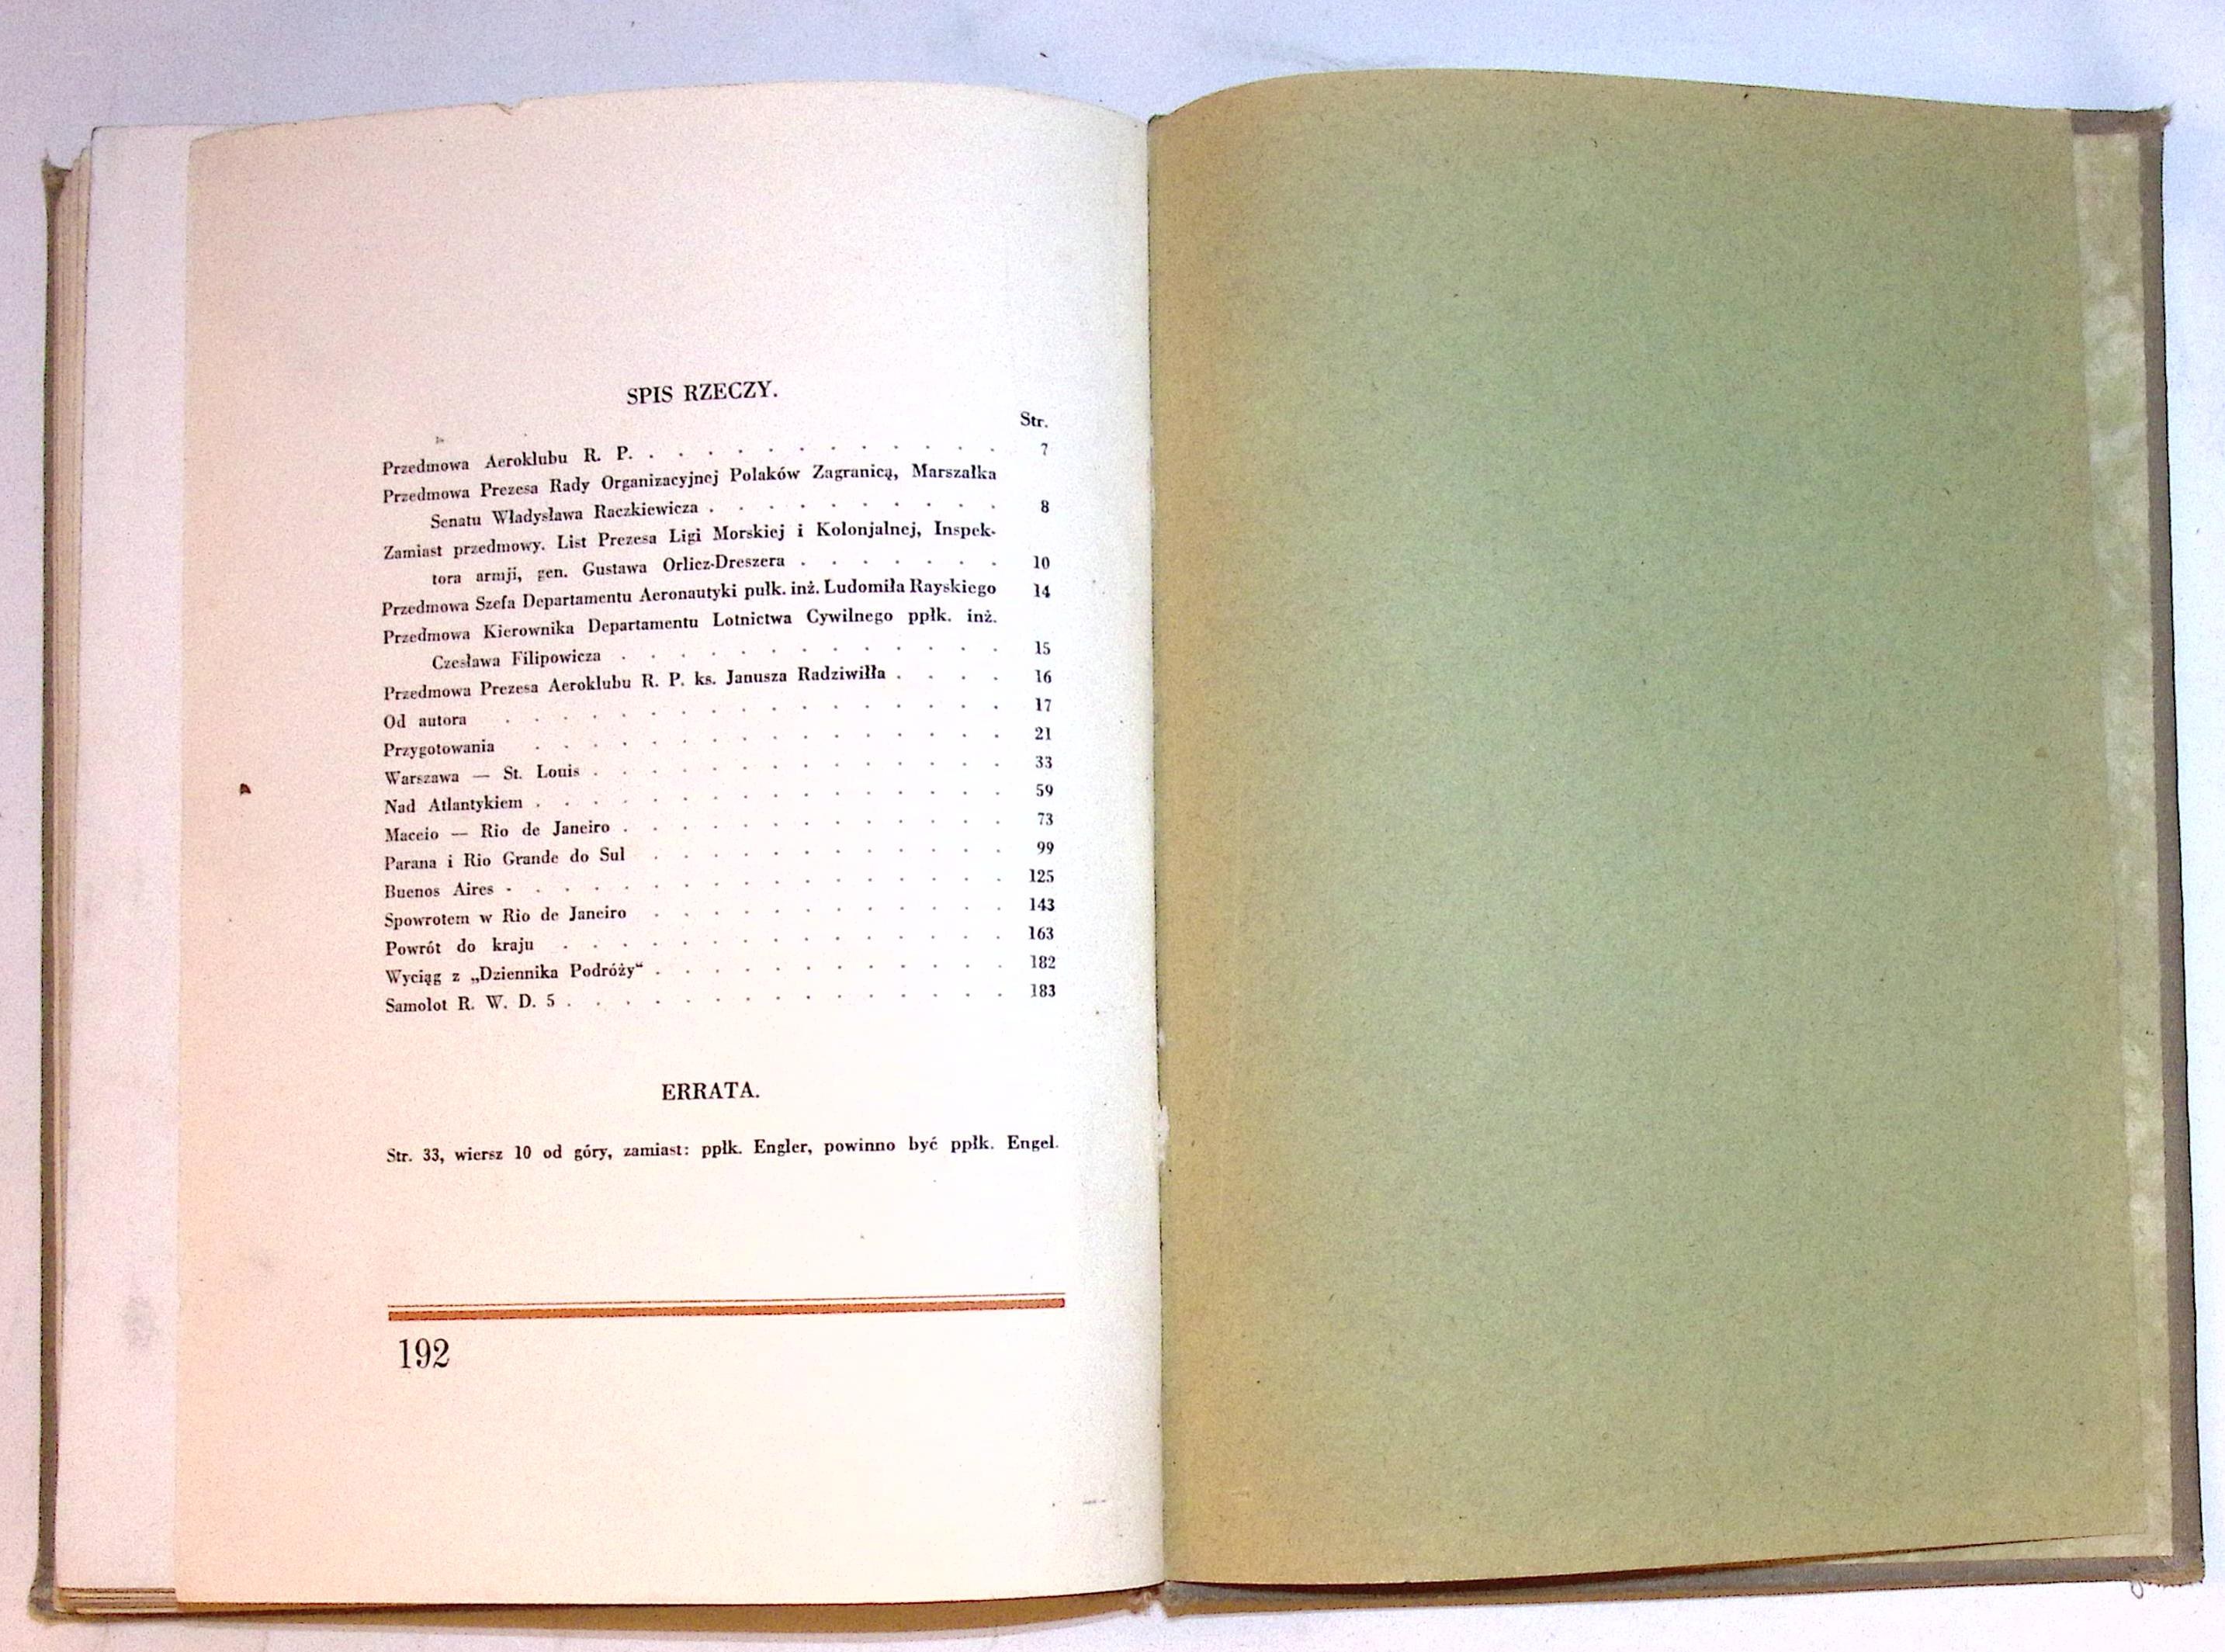 SPIS RZECZY.
Str.
Przedmowa Aeroklubu R. P. . . . . . . . . . . . . 7
Przedmowa Prezesa Rady Organizacyjnej Polaków Zagranicą, Marszałka
Senatu Władysława Raczkiewicza . . . . . . . . . . 8
Zamiast przedmowy. List Prezesa Ligi Morskiej i Kolonjalnej, Inspek-
tora armji, gen. Gustawa Orlicz-Dreszera . . . . . . . 10
Przedmowa Szefa Departamentu Aeronautyki pułk. inż. Ludomiła Rayskiego 14
Przedmowa Kierownika Departamentu Lotnictwa Cywilnego ppłk. inż.
Czesława Filipowicza . . . . . . . . . . . . . 15
Przedmowa Prezesa Aeroklubu R. P. ks. Janusza Radziwiłła . . . . 16
Od autora . . . . . . . . . . . . . . . . . 17
Przygotowania . . . . . . . . . . . . . . . . 21
Warszawa — St. Louis . . . . . . . . . . . . . . 33
Nad Atlantykiem . . . . . . . . . . . . . . . . 59
Maceio — Rio de Janeiro . . . . . . . . . . . . . 73
Parana i Rio Grande do Sul . . . . . . . . . . . . 99
Buenos Aires . . . . . . . . . . . . . . . . . 125
Spowrotem w Rio de Janeiro . . . . . . . . . . . . 143
Powrót do kraju . . . . . . . . . . . . . . . 163
Wyciąg z „Dziennika Podróży“ . . . . . . . . . . . . 182
Samolot R. W. D. 5 . . . . . . . . . . . . . . . 183
ERRATA.
Str. 33, wiersz 10 od góry, zamiast: ppłk. Engler, powinno być ppłk. Engel.
192